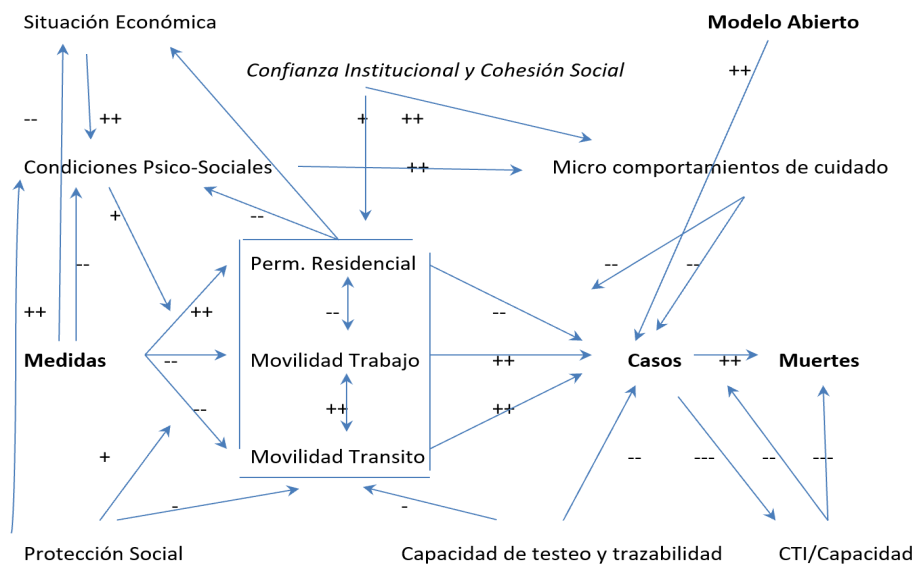 Situación Económica
Modelo Abierto
Confianza Institucional y Cohesión Social
++
--
++
+
++
Condiciones Psico-Sociales
++
Micro comportamientos de cuidado
+
--
--
--
--
Perm. Residencial
++
++
--
--
Medidas
--
Movilidad Trabajo
++
Casos
++
Muertes
--
++
++
Movilidad Transito
+
--
---
--
---
-
-
Protección Social
Capacidad de testeo y trazabilidad
CTI/Capacidad